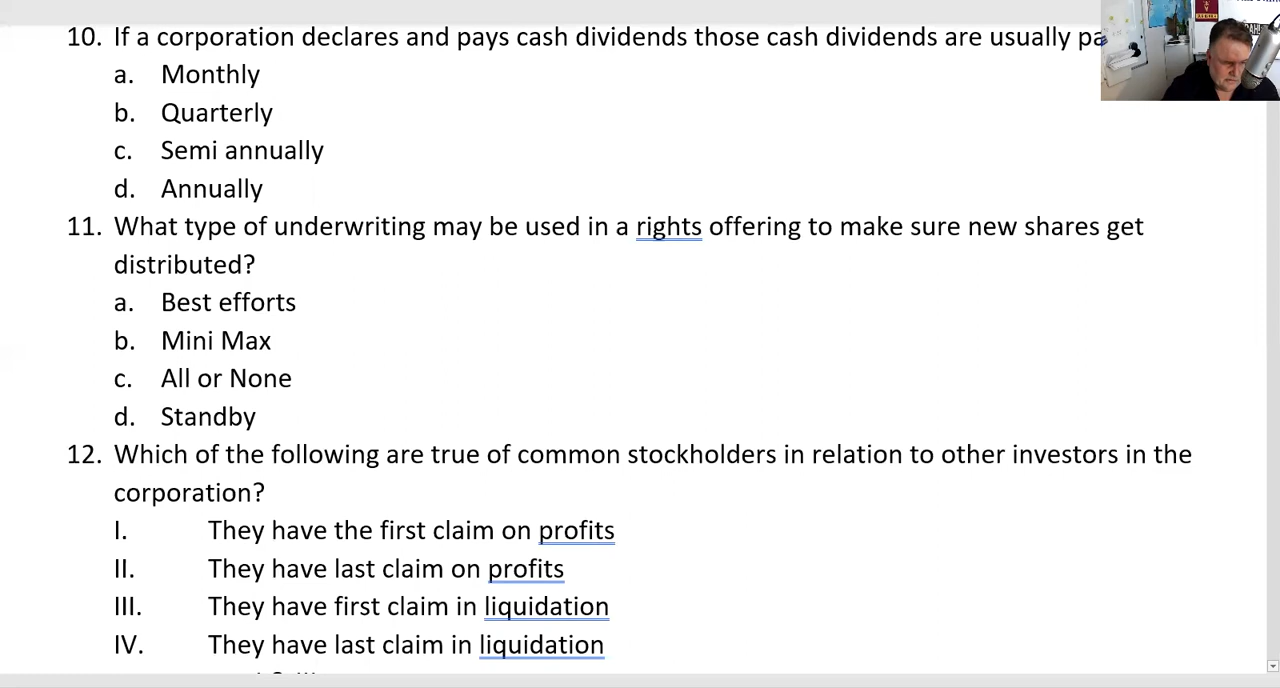 10. If a corporation declares and pays cash dividends those cash dividends are usually
a. Monthly
b. Quarterly
c. Semi annually
d. Annually
11. What type of underwriting may be used in a rights offering to make sure new shares get
distributed?
a. Best efforts
b. Mini Max
c. All or None
d. Standby
12. Which of the following are true of common stockholders in relation to other investors in the
corporation?
I. They have the first claim on profits
II. They have last claim on profits
III. They have first claim in liquidation
IV. They have last claim in liquidation